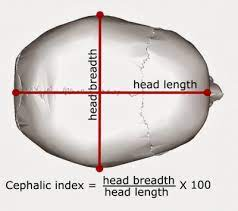 head breadth
head length
Cephalic index = head breadth / head length X 100